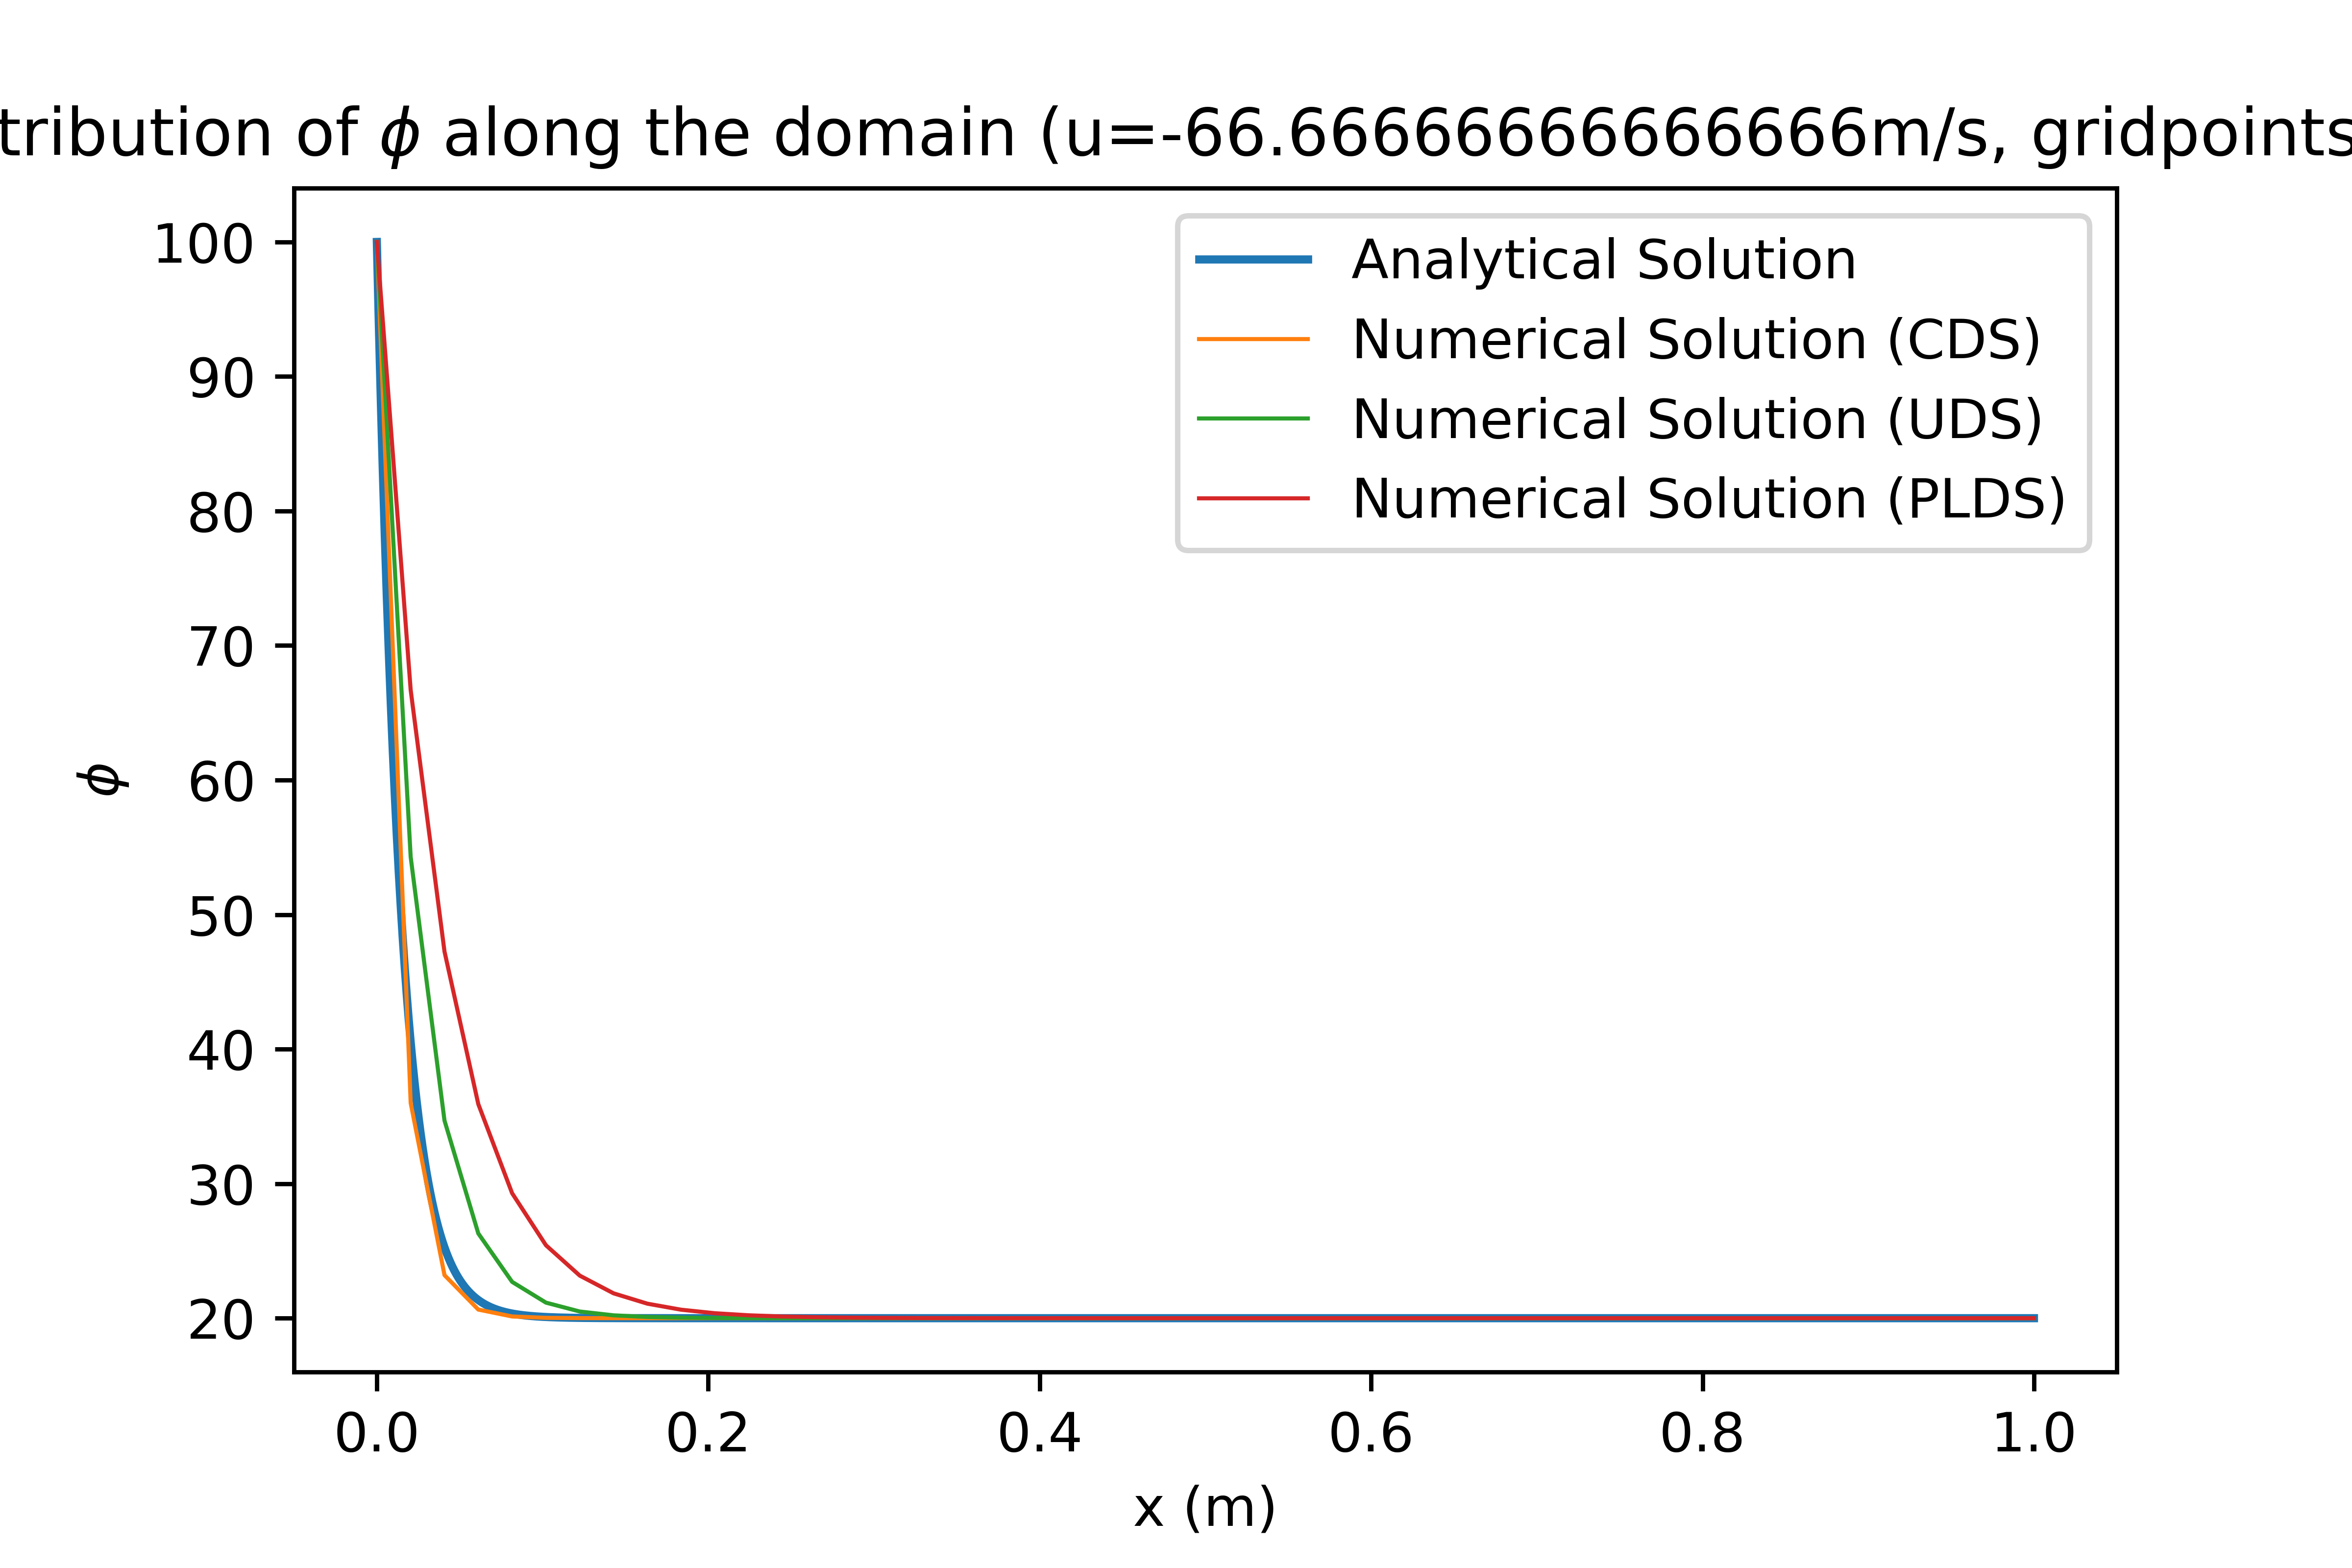 tribution of ϕ along the domain (u=-66.66666666666666m/s, gridpoints
100
90
80
70
60
50
40
30
20
ϕ
Analytical Solution
Numerical Solution (CDS)
Numerical Solution (UDS)
Numerical Solution (PLDS)
0.0 0.2 0.4 0.6 0.8 1.0
x (m)